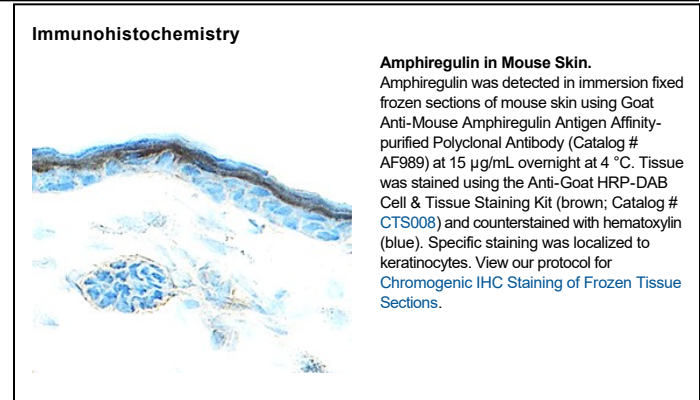 Immunohistochemistry
Amphiregulin in Mouse Skin.
Amphiregulin was detected in immersion fixed
frozen sections of mouse skin using Goat
Anti-Mouse Amphiregulin Antigen Affinity-
purified Polyclonal Antibody (Catalog #
AF989) at 15 µg/mL overnight at 4 °C. Tissue
was stained using the Anti-Goat HRP-DAB
Cell & Tissue Staining Kit (brown; Catalog #
CTS008) and counterstained with hematoxylin
(blue). Specific staining was localized to
keratinocytes. View our protocol for
Chromogenic IHC Staining of Frozen Tissue
Sections.